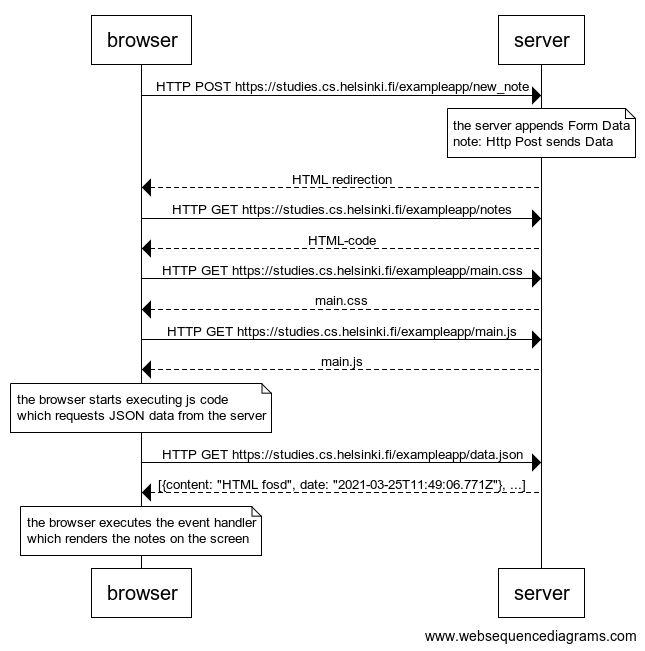 browser
server
HTTP POST https://studies.cs.helsinki.fi/exampleapp/new_note
the server appends Form Data
note: Http Post sends Data
HTML redirection
HTTP GET https://studies.cs.helsinki.fi/exampleapp/notes
HTML-code
HTTP GET https://studies.cs.helsinki.fi/exampleapp/main.css
main.css
HTTP GET https://studies.cs.helsinki.fi/exampleapp/main.js
main.js
the browser starts executing js code
which requests JSON data from the server
HTTP GET https://studies.cs.helsinki.fi/exampleapp/data.json
[{content: "HTML fosd", date: "2021-03-25T11:49:06.771Z"}, ...]
the browser executes the event handler
which renders the notes on the screen
browser
server
www.websequencediagrams.com